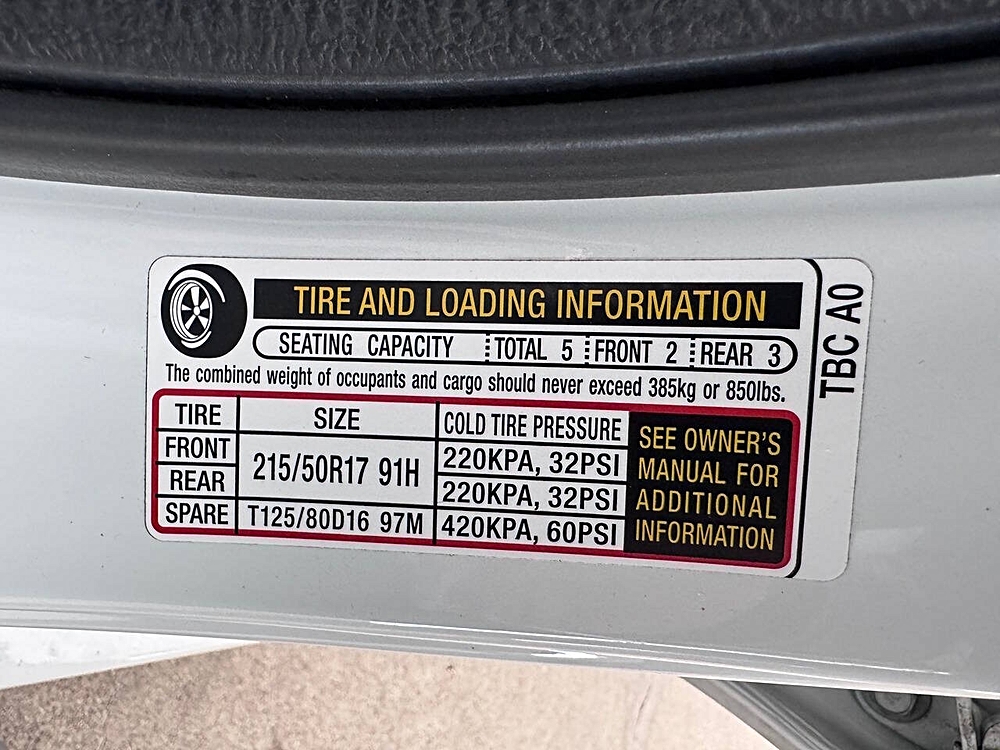 TIRE AND LOADING INFORMATION
SEATING CAPACITY TOTAL 5 FRONT 2 REAR 3
The combined weight of occupants and cargo should never exceed 385kg or 850lbs.
TIRE SIZE COLD TIRE PRESSURE
FRONT 215/50R17 91H 220KPA, 32PSI
REAR 220KPA, 32PSI
SPARE T125/80D16 97M 420KPA, 60PSI
SEE OWNER'S
MANUAL FOR
ADDITIONAL
INFORMATION
TBC A0